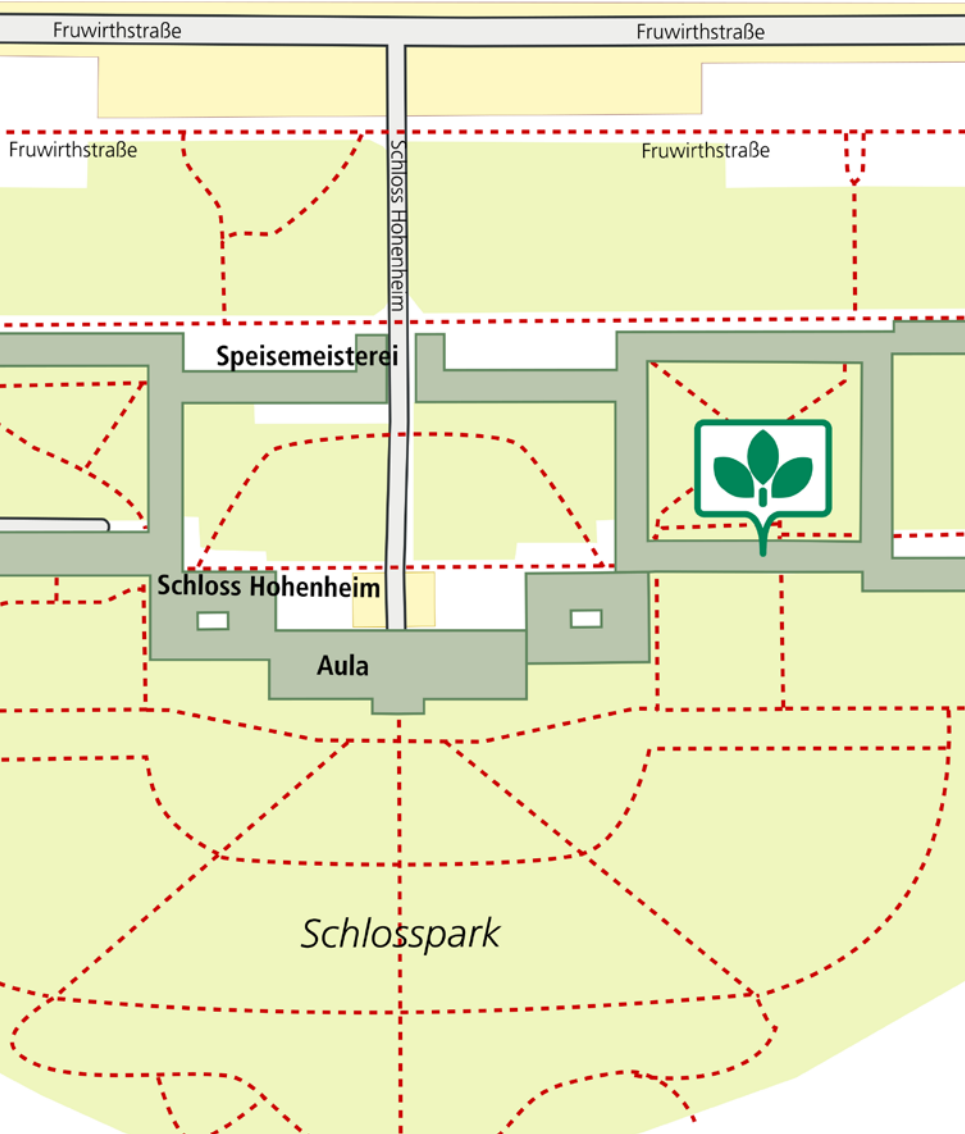 Fruwirthstraße
Fruwirthstraße
Fruwirthstraße
Fruwirthstraße
Schloss Hohenheim
Speisemeisterei
Schloss Hohenheim
Aula
Schlosspark